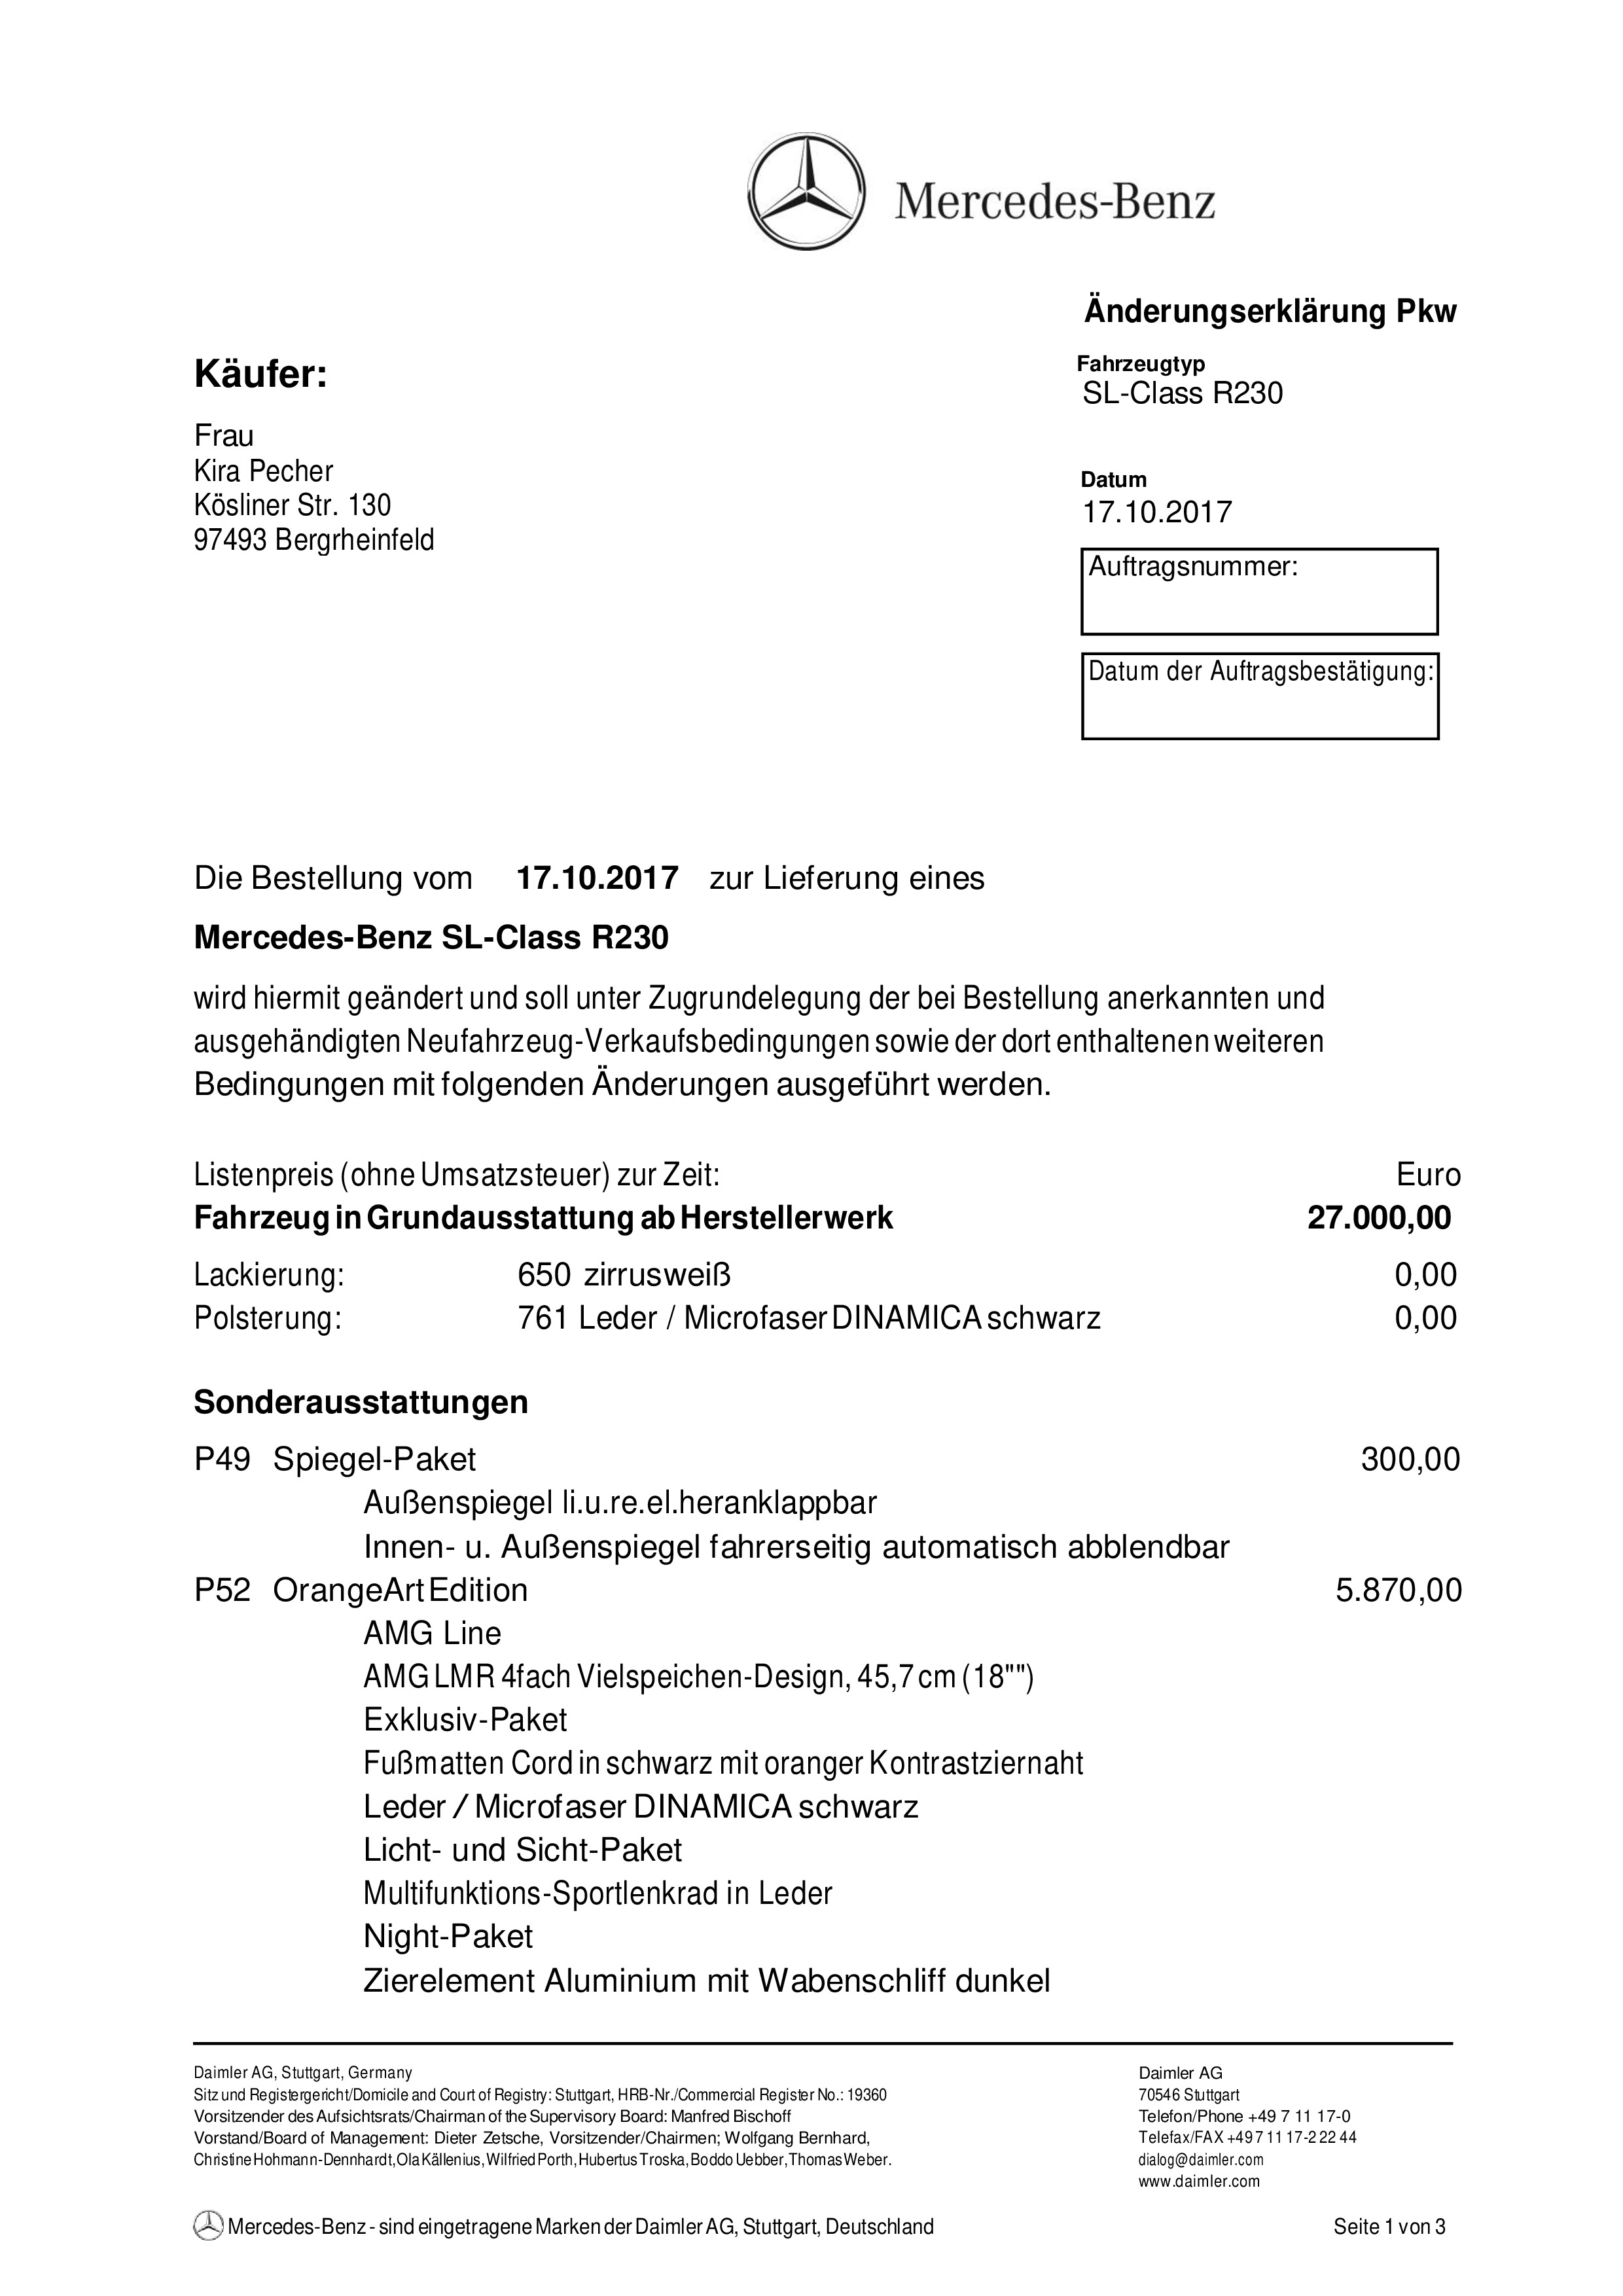 Mercedes-Benz
Änderungserklärung Pkw
Käufer:
Fahrzeugtyp
SL-Class R230
Frau
Kira Pecher
Kösliner Str. 130
97493 Bergrheinfeld
Datum
17.10.2017
Auftragsnummer:
Datum der Auftragsbestätigung:
Die Bestellung vom 17.10.2017 zur Lieferung eines
Mercedes-Benz SL-Class R230
wird hiermit geändert und soll unter Zugrundelegung der bei Bestellung anerkannten und
ausgehändigten Neufahrzeug-Verkaufsbedingungen sowie der dort enthaltenen weiteren
Bedingungen mit folgenden Änderungen ausgeführt werden.
Listenpreis (ohne Umsatzsteuer) zur Zeit: Euro
Fahrzeug in Grundausstattung ab Herstellerwerk 27.000,00
Lackierung: 650 zirrusweiß 0,00
Polsterung: 761 Leder / Microfaser DINAMICA schwarz 0,00
Sonderausstattungen
P49 Spiegel-Paket 300,00
Außenspiegel li.u.re.el.heranklappbar
Innen- u. Außenspiegel fahrerseitig automatisch abblendbar
P52 OrangeArt Edition 5.870,00
AMG Line
AMG LMR 4fach Vielspeichen-Design, 45,7 cm (18"")
Exklusiv-Paket
Fußmatten Cord in schwarz mit oranger Kontrastziernaht
Leder / Microfaser DINAMICA schwarz
Licht- und Sicht-Paket
Multifunktions-Sportlenkrad in Leder
Night-Paket
Zierelement Aluminium mit Wabenschliff dunkel
Daimler AG, Stuttgart, Germany
Sitz und Registergericht/Domicile and Court of Registry: Stuttgart, HRB-Nr./Commercial Register No.: 19360
Vorsitzender des Aufsichtsrats/Chairman of the Supervisory Board: Manfred Bischoff
Vorstand/Board of Management: Dieter Zetsche, Vorsitzender/Chairmen; Wolfgang Bernhard,
Christine Hohmann-Dennhardt, Ola Källenius, Wilfried Porth, Hubertus Troska, Boddo Uebber, Thomas Weber.
Daimler AG
70546 Stuttgart
Telefon/Phone +49 7 11 17-0
Telefax/FAX +49 7 11 17-2 22 44
dialog@daimler.com
www.daimler.com
Mercedes-Benz - sind eingetragene Marken der Daimler AG, Stuttgart, Deutschland Seite 1 von 3